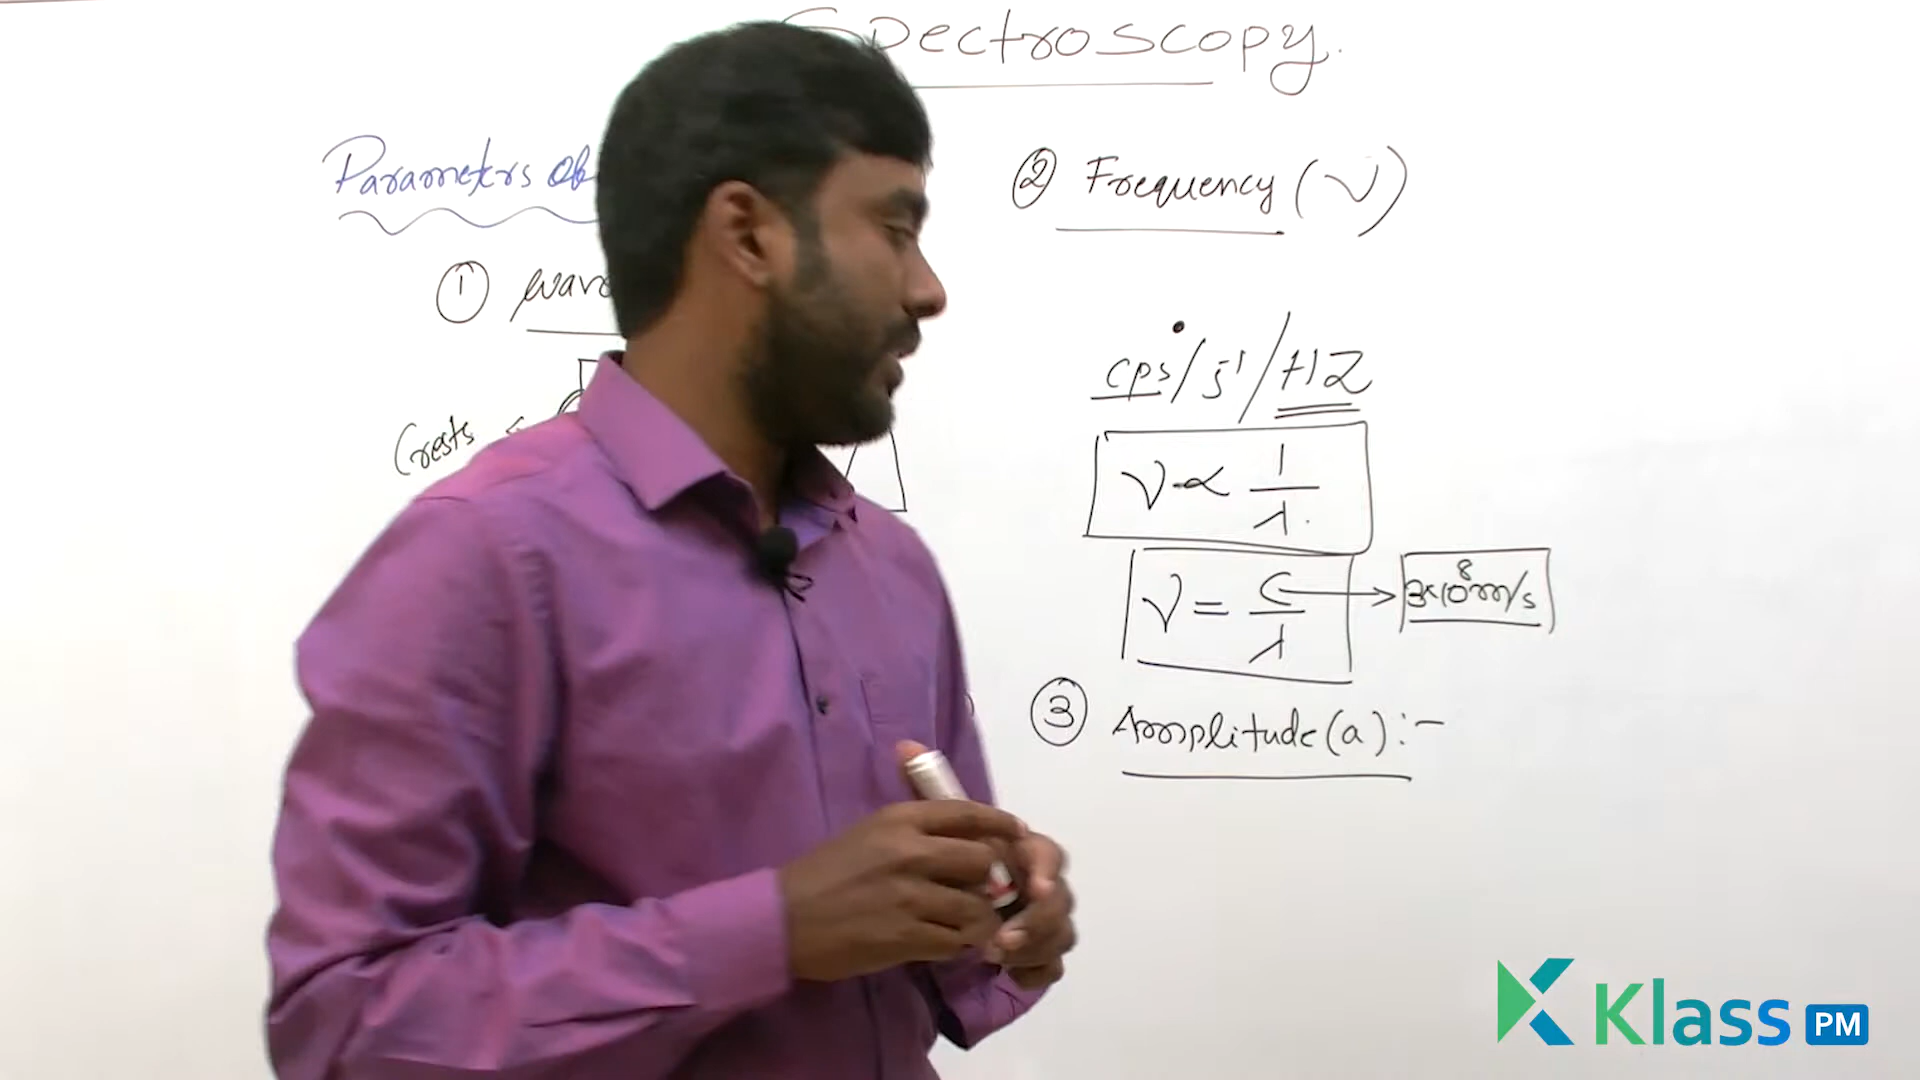 Spectroscopy.
Parameters of
① wave
Crests
② Frequency (ν)
cps / s⁻¹ / HZ
ν ∝ 1/λ.
ν = c/λ → 3×10⁸m/s
③ Amplitude (a) :-
Klass PM